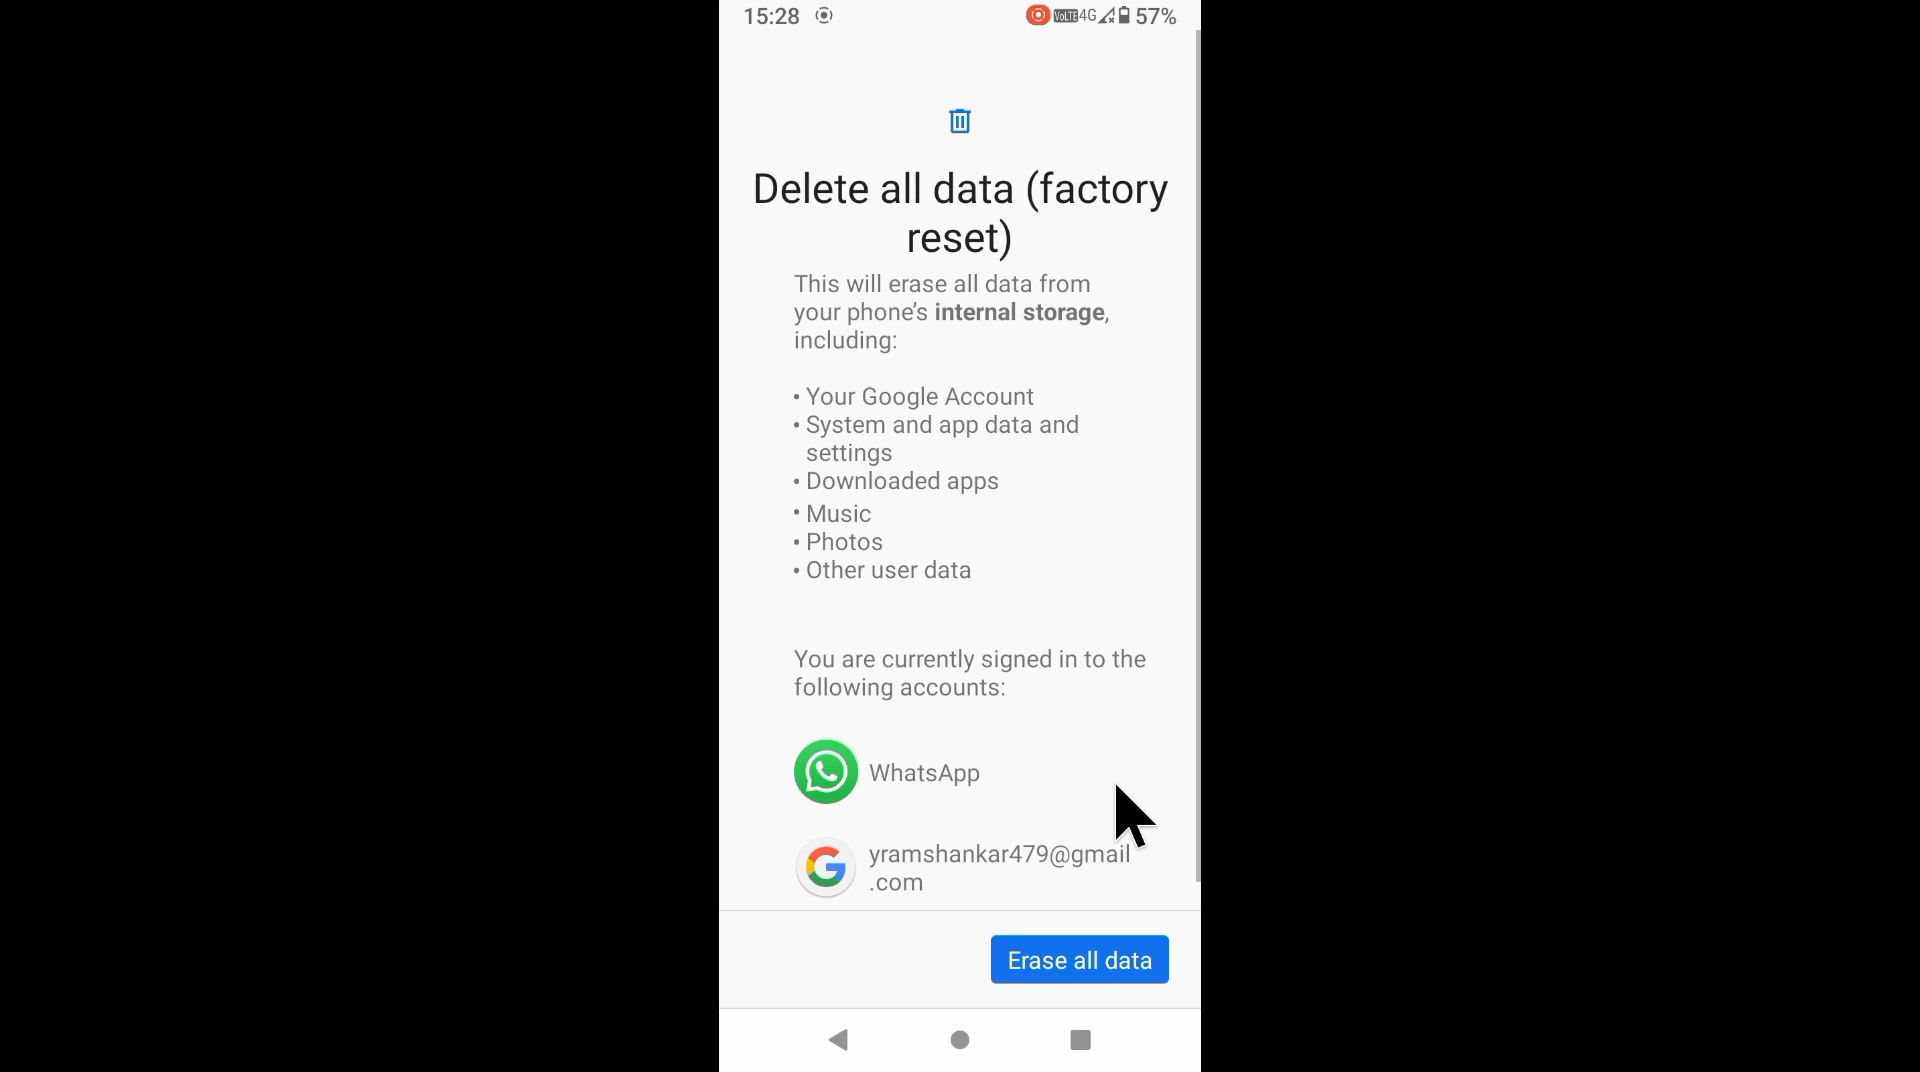 15:28 VoLTE 4G 57%
Delete all data (factory
reset)
This will erase all data from
your phone’s internal storage,
including:
• Your Google Account
• System and app data and
settings
• Downloaded apps
• Music
• Photos
• Other user data
You are currently signed in to the
following accounts:
WhatsApp
yramshankar479@gmail
.com
Erase all data